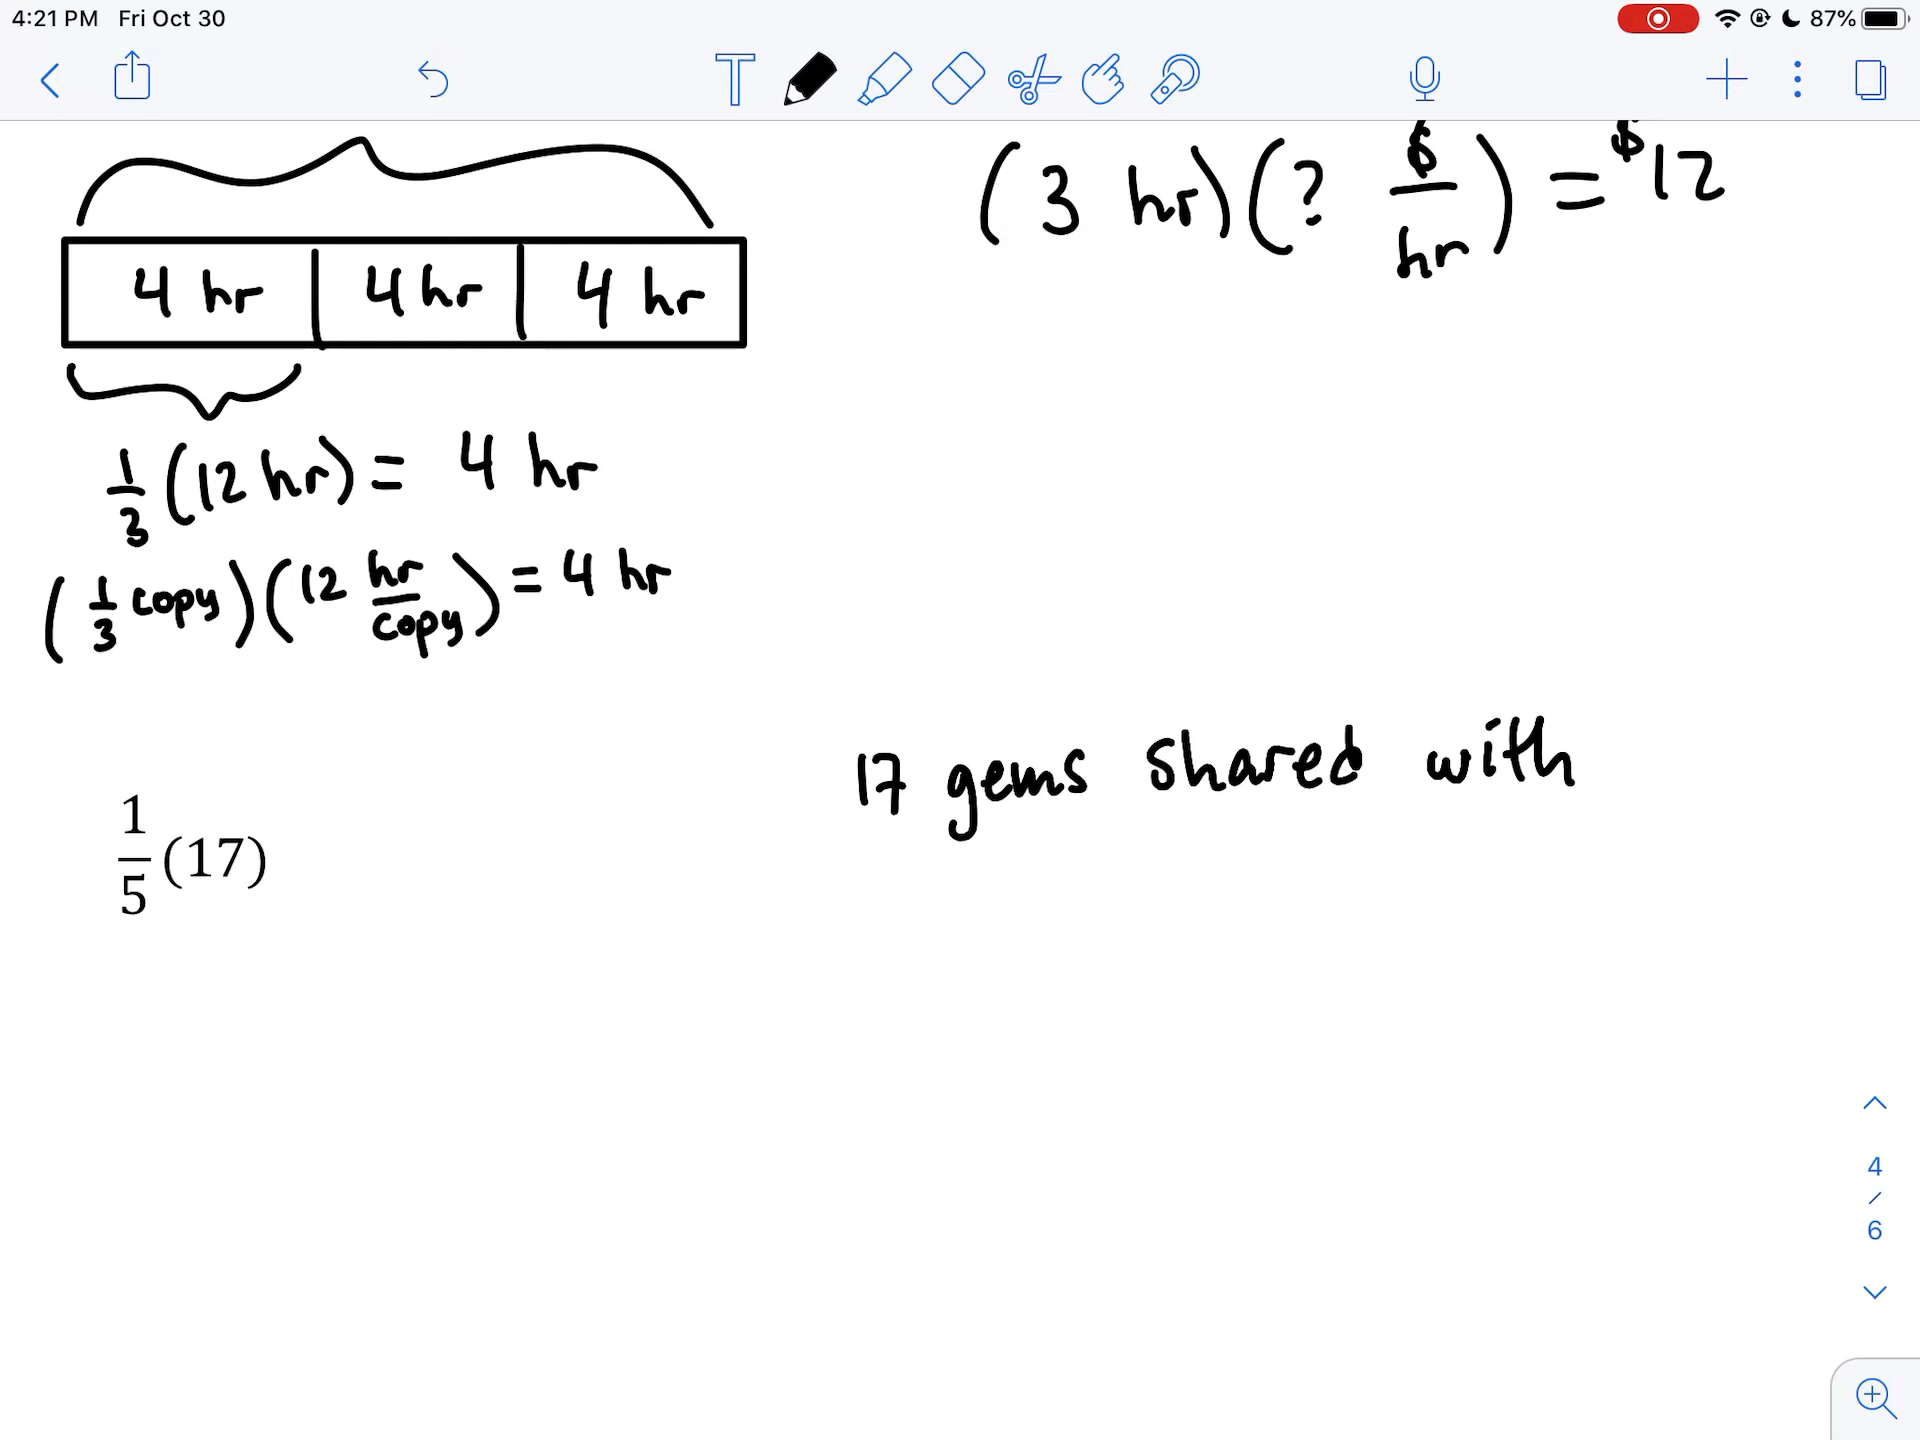 4:21 PM Fri Oct 30
87%
T
(3 hr)(? $/hr) = $12
4 hr | 4 hr | 4 hr
1/3 (12 hr) = 4 hr
(1/3 copy)(12 hr/copy) = 4 hr
17 gems shared with
1/5 (17)
4
/
6